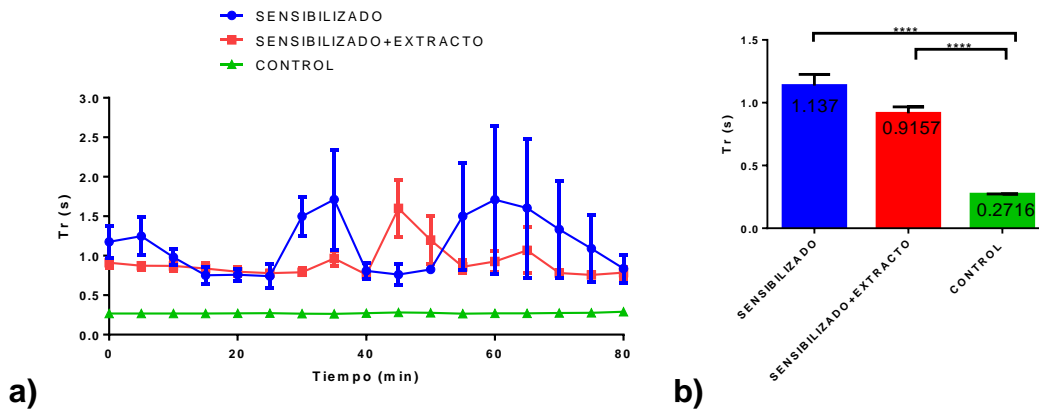 SENSIBILIZADO
SENSIBILIZADO+EXTRACTO
CONTROL
3.0
2.5
2.0
1.5
1.0
0.5
0.0
Tr (s)
0
20
40
60
80
Tiempo (min)
a)
****
****
1.5
1.0
0.5
0.0
Tr (s)
1.137
0.9157
0.2716
SENSIBILIZADO
SENSIBILIZADO+EXTRACTO
CONTROL
b)